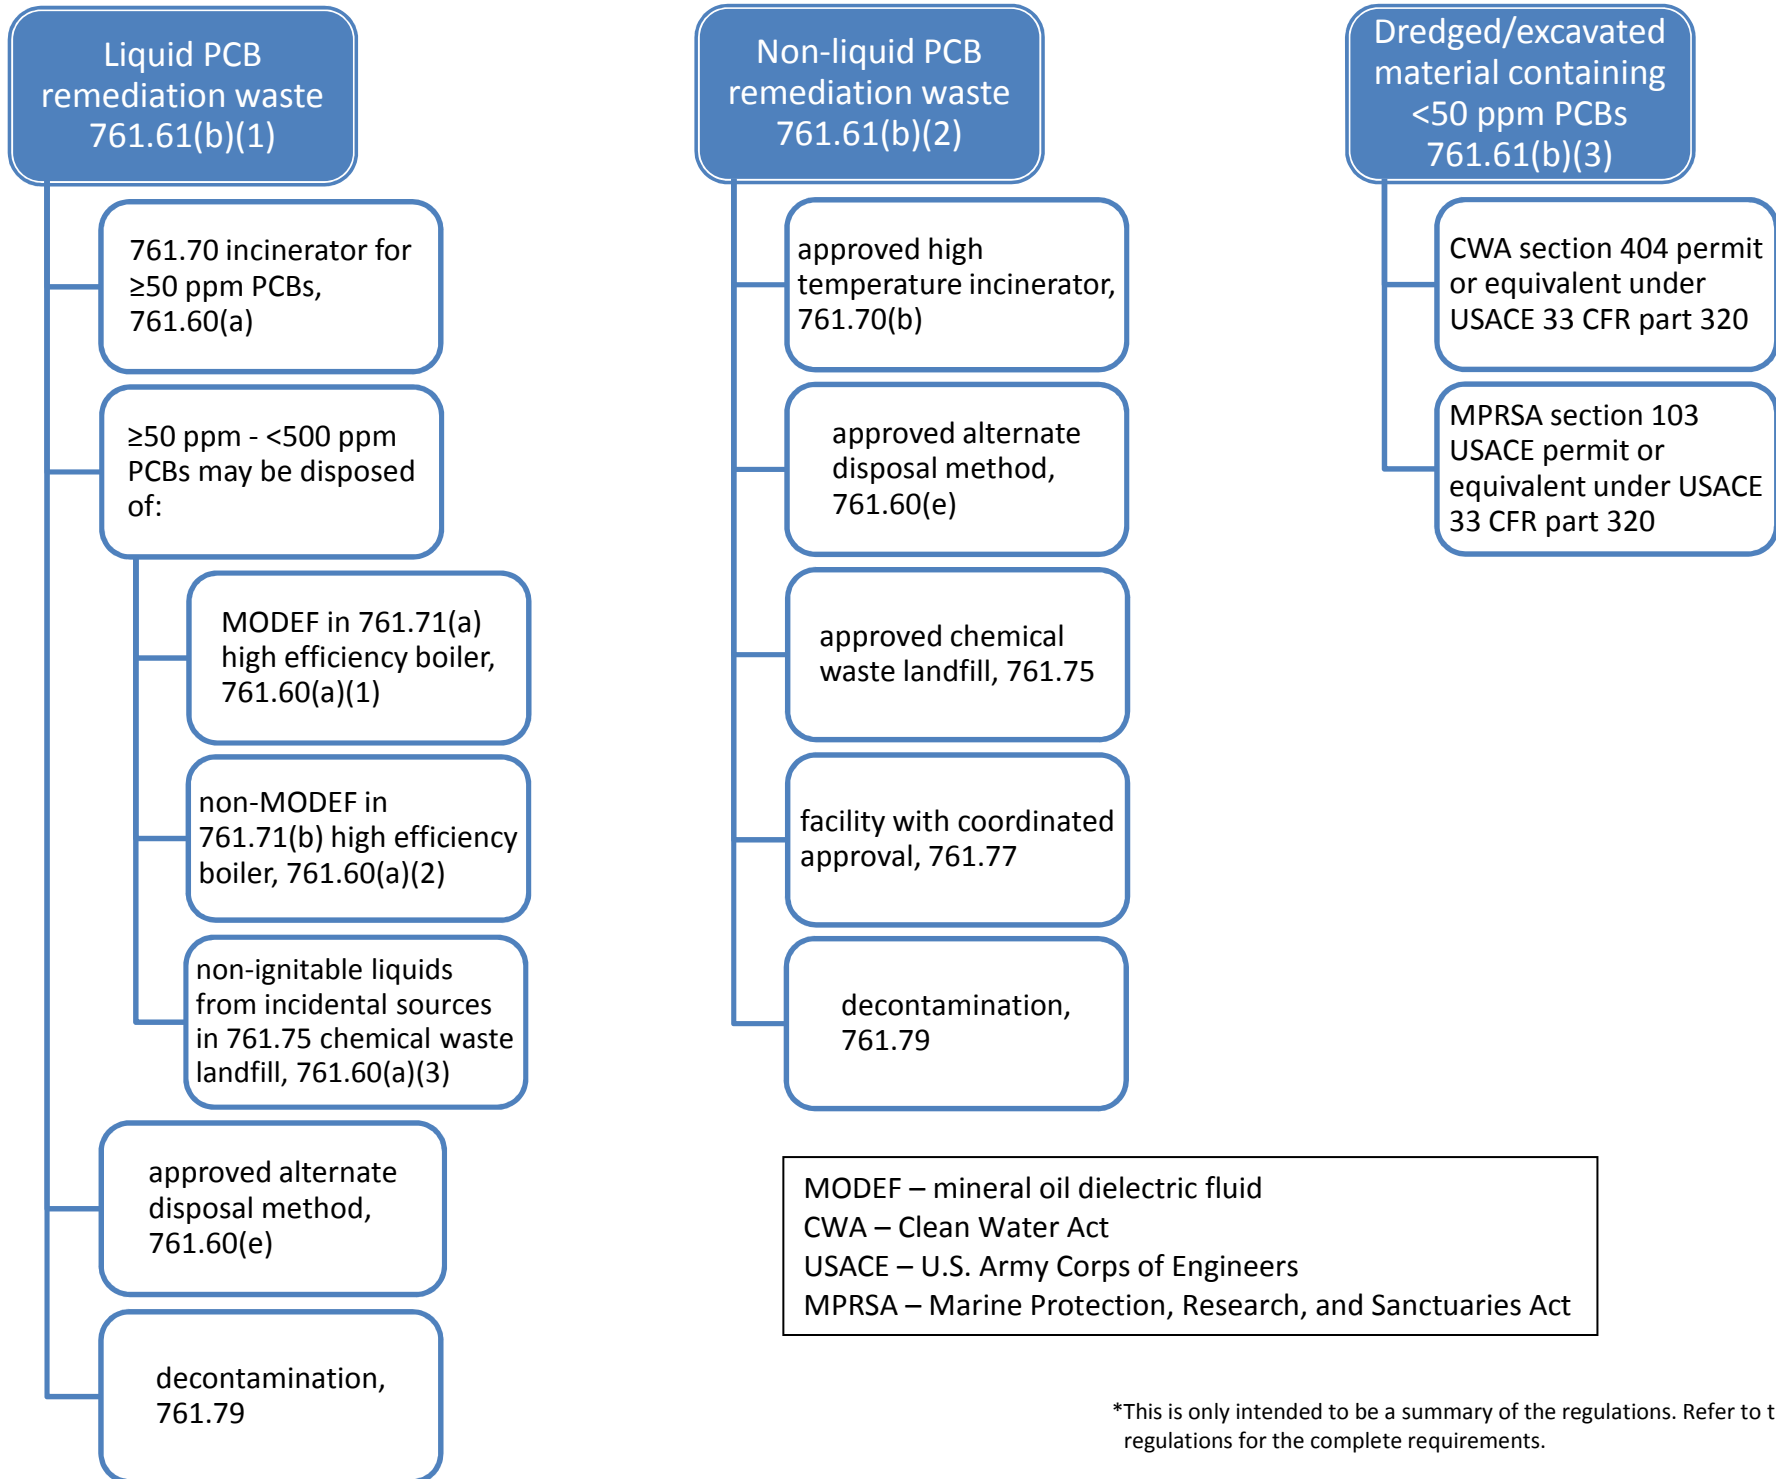 Liquid PCB
remediation waste
761.61(b)(1)
761.70 incinerator for
≥50 ppm PCBs,
761.60(a)
≥50 ppm - <500 ppm
PCBs may be disposed
of:
MODEF in 761.71(a)
high efficiency boiler,
761.60(a)(1)
non-MODEF in
761.71(b) high efficiency
boiler, 761.60(a)(2)
non-ignitable liquids
from incidental sources
in 761.75 chemical waste
landfill, 761.60(a)(3)
approved alternate
disposal method,
761.60(e)
decontamination,
761.79
Non-liquid PCB
remediation waste
761.61(b)(2)
approved high
temperature incinerator,
761.70(b)
approved alternate
disposal method,
761.60(e)
approved chemical
waste landfill, 761.75
facility with coordinated
approval, 761.77
decontamination,
761.79
Dredged/excavated
material containing
<50 ppm PCBs
761.61(b)(3)
CWA section 404 permit
or equivalent under
USACE 33 CFR part 320
MPRSA section 103
USACE permit or
equivalent under USACE
33 CFR part 320
MODEF – mineral oil dielectric fluid
CWA – Clean Water Act
USACE – U.S. Army Corps of Engineers
MPRSA – Marine Protection, Research, and Sanctuaries Act
*This is only intended to be a summary of the regulations. Refer to t
regulations for the complete requirements.